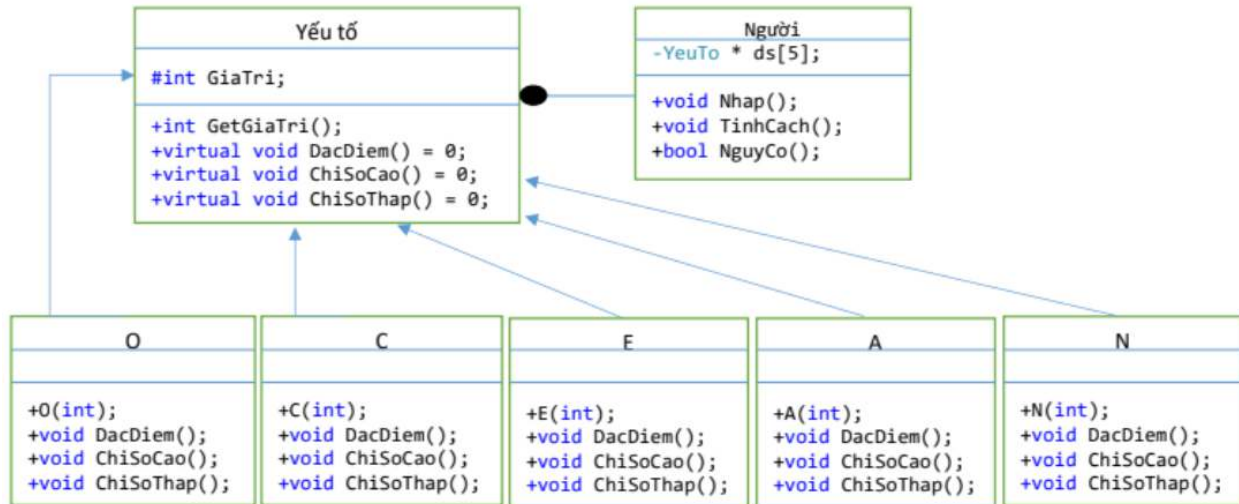 Yếu tố
#int GiaTri;
+int GetGiaTri();
+virtual void DacDiem() = 0;
+virtual void ChiSoCao() = 0;
+virtual void ChiSoThap() = 0;
Người
-YeuTo * ds[5];
+void Nhap();
+void TinhCach();
+bool NguyCo();
O
+O(int);
+void DacDiem();
+void ChiSoCao();
+void ChiSoThap();
C
+C(int);
+void DacDiem();
+void ChiSoCao();
+void ChiSoThap();
E
+E(int);
+void DacDiem();
+void ChiSoCao();
+void ChiSoThap();
A
+A(int);
+void DacDiem();
+void ChiSoCao();
+void ChiSoThap();
N
+N(int);
+void DacDiem();
+void ChiSoCao();
+void ChiSoThap();